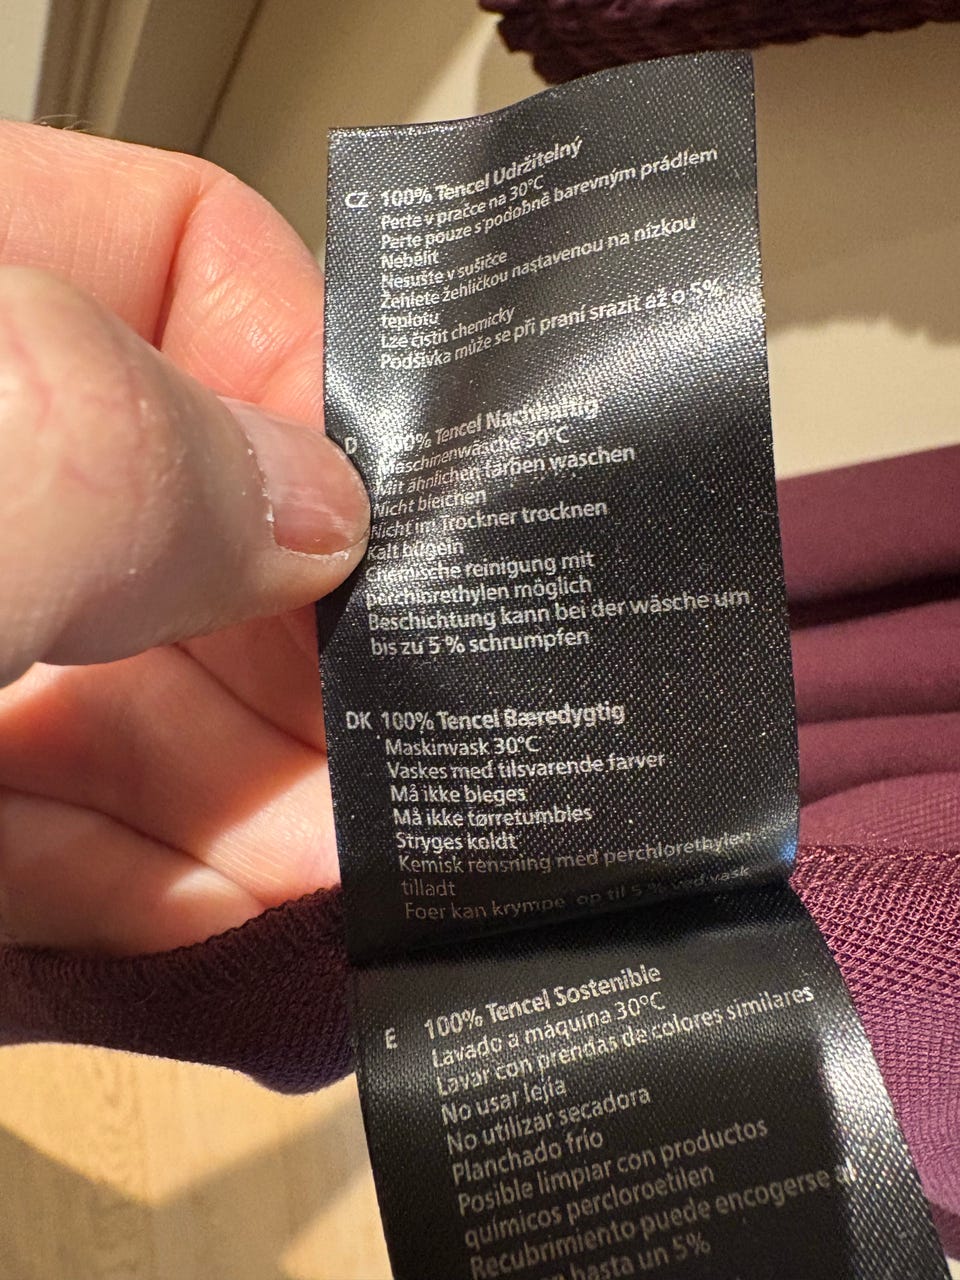 CZ 100% Tencel Udržitelný
Perte v pračce na 30°C
Perte pouze s podobně barevným prádlem
Nebělit
Nesušte v sušičce
Žehlete žehličkou nastavenou na nízkou
teplotu
Lze čistit chemicky
Podšívka může se při praní srazit až o 5%
D 100% Tencel Nachhaltig
Maschinenwäsche 30°C
Mit ähnlichen farben waschen
Nicht bleichen
Nicht im Trockner trocknen
Kalt bügeln
Chemische reinigung mit
perchlorethylen möglich
Beschichtung kann bei der wäsche um
bis zu 5 % schrumpfen
DK 100% Tencel Bæredygtig
Maskinvask 30°C
Vaskes med tilsvarende farver
Må ikke bleges
Må ikke tørretumbles
Stryges koldt
Kemisk rensning med perchlorethylen
tilladt
Foer kan krympe op til 5 % ved vask
E 100% Tencel Sostenible
Lavado a máquina 30°C
Lavar con prendas de colores similares
No usar lejía
No utilizar secadora
Planchado frío
Posible limpiar con productos
químicos percloroetilen
Recubrimiento puede encogerse al
hasta un 5%